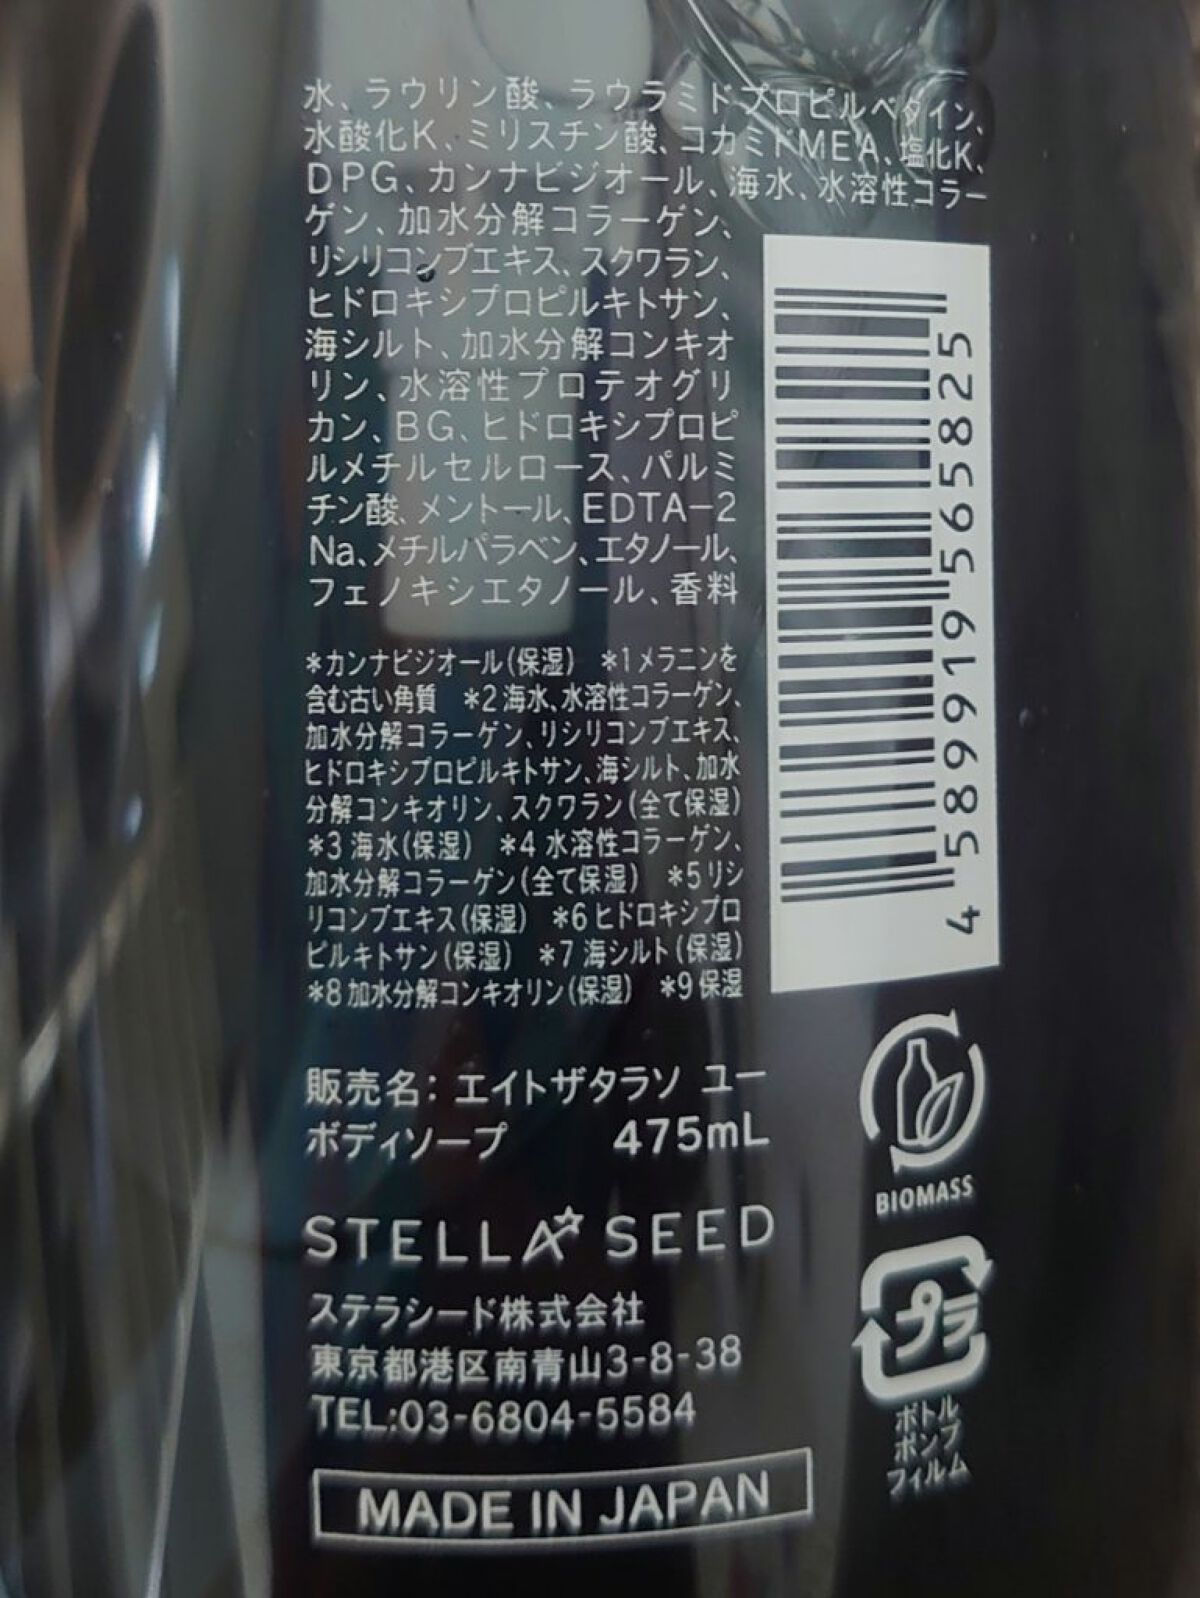 水、ラウリン酸、ラウラミドプロピルベタイン、
水酸化K、ミリスチン酸、コカミドMEA、塩化K、
DPG、カンナビジオール、海水、水溶性コラー
ゲン、加水分解コラーゲン、
リシリコンブエキス、スクワラン、
ヒドロキシプロピルキトサン、
海シルト、加水分解コンキオ
リン、水溶性プロテオグリ
カン、BG、ヒドロキシプロピ
ルメチルセルロース、パルミ
チン酸、メントール、EDTA−2
Na、メチルパラベン、エタノール、
フェノキシエタノール、香料
*カンナビジオール(保湿) *1メラニンを
含む古い角質 *2海水、水溶性コラーゲン、
加水分解コラーゲン、リシリコンブエキス、
ヒドロキシプロピルキトサン、海シルト、加水
分解コンキオリン、スクワラン(全て保湿)
*3海水(保湿) *4水溶性コラーゲン、
加水分解コラーゲン(全て保湿) *5リシ
リコンブエキス(保湿) *6ヒドロキシプロ
ピルキトサン(保湿) *7海シルト(保湿)
*8加水分解コンキオリン(保湿) *9保湿
4589919565825
販売名：エイトザタラソ ユー
ボディソープ 475mL
BIOMASS
STELLA SEED
ステラシード株式会社
東京都港区南青山3-8-38
TEL:03-6804-5584
プラ
ボトル
ポンプ
フィルム
MADE IN JAPAN